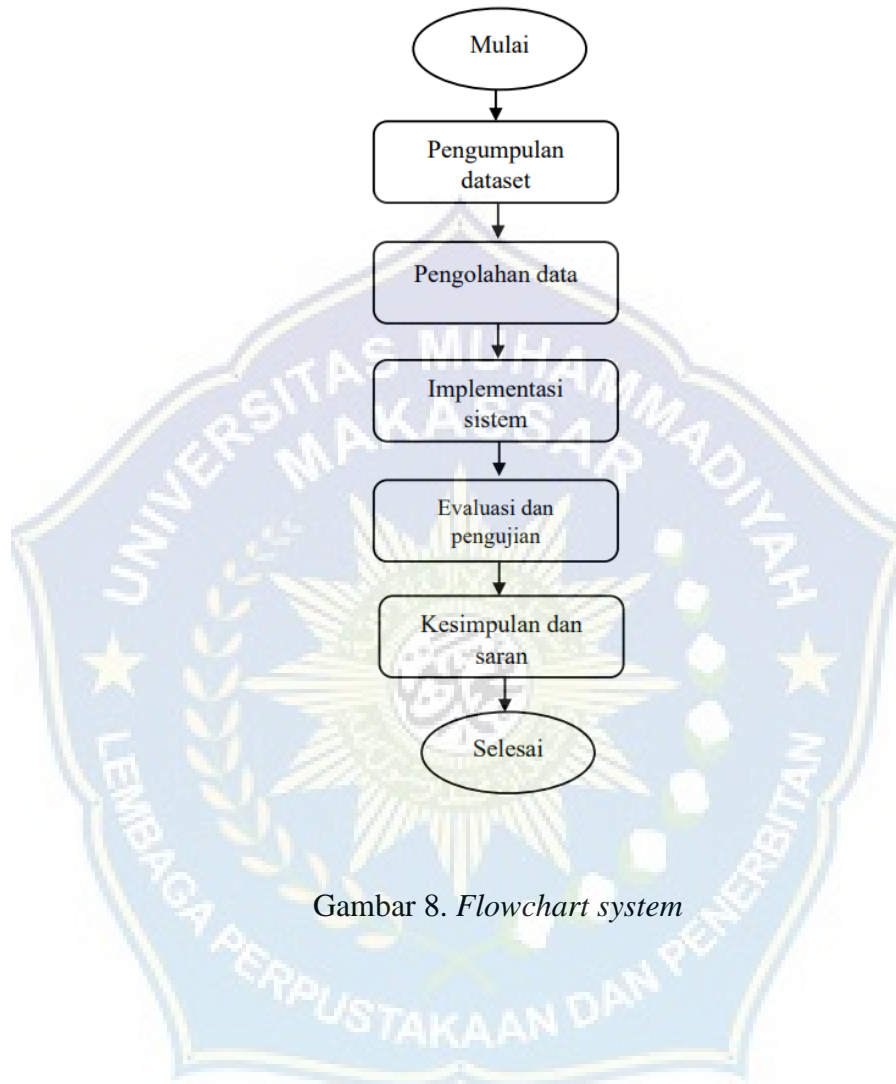 Mulai
Pengumpulan
dataset
Pengolahan data
Implementasi
sistem
Evaluasi dan
pengujian
Kesimpulan dan
saran
Selesai
Gambar 8. Flowchart system
UNIVERSITAS MUHAMMADIYAH
MAKASSAR
LEMBAGA PERPUSTAKAAN DAN PENERBITAN